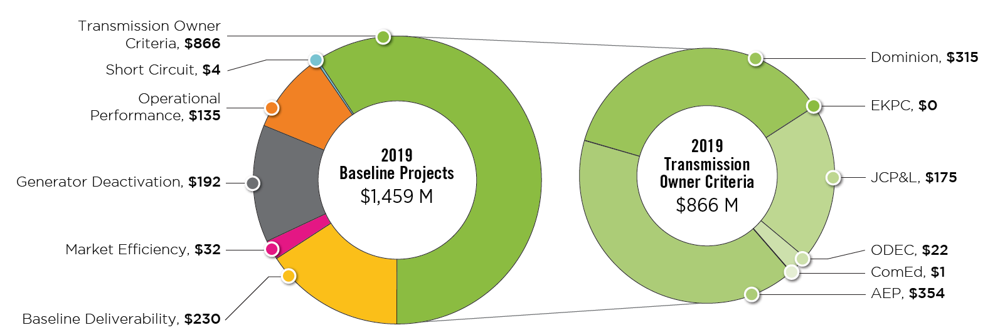 Transmission Owner
Criteria, $866
Short Circuit, $4
Operational
Performance, $135
Generator Deactivation, $192
Market Efficiency, $32
Baseline Deliverability, $230
2019
Baseline Projects
$1,459 M
2019
Transmission
Owner Criteria
$866 M
Dominion, $315
EKPC, $0
JCP&L, $175
ODEC, $22
ComEd, $1
AEP, $354